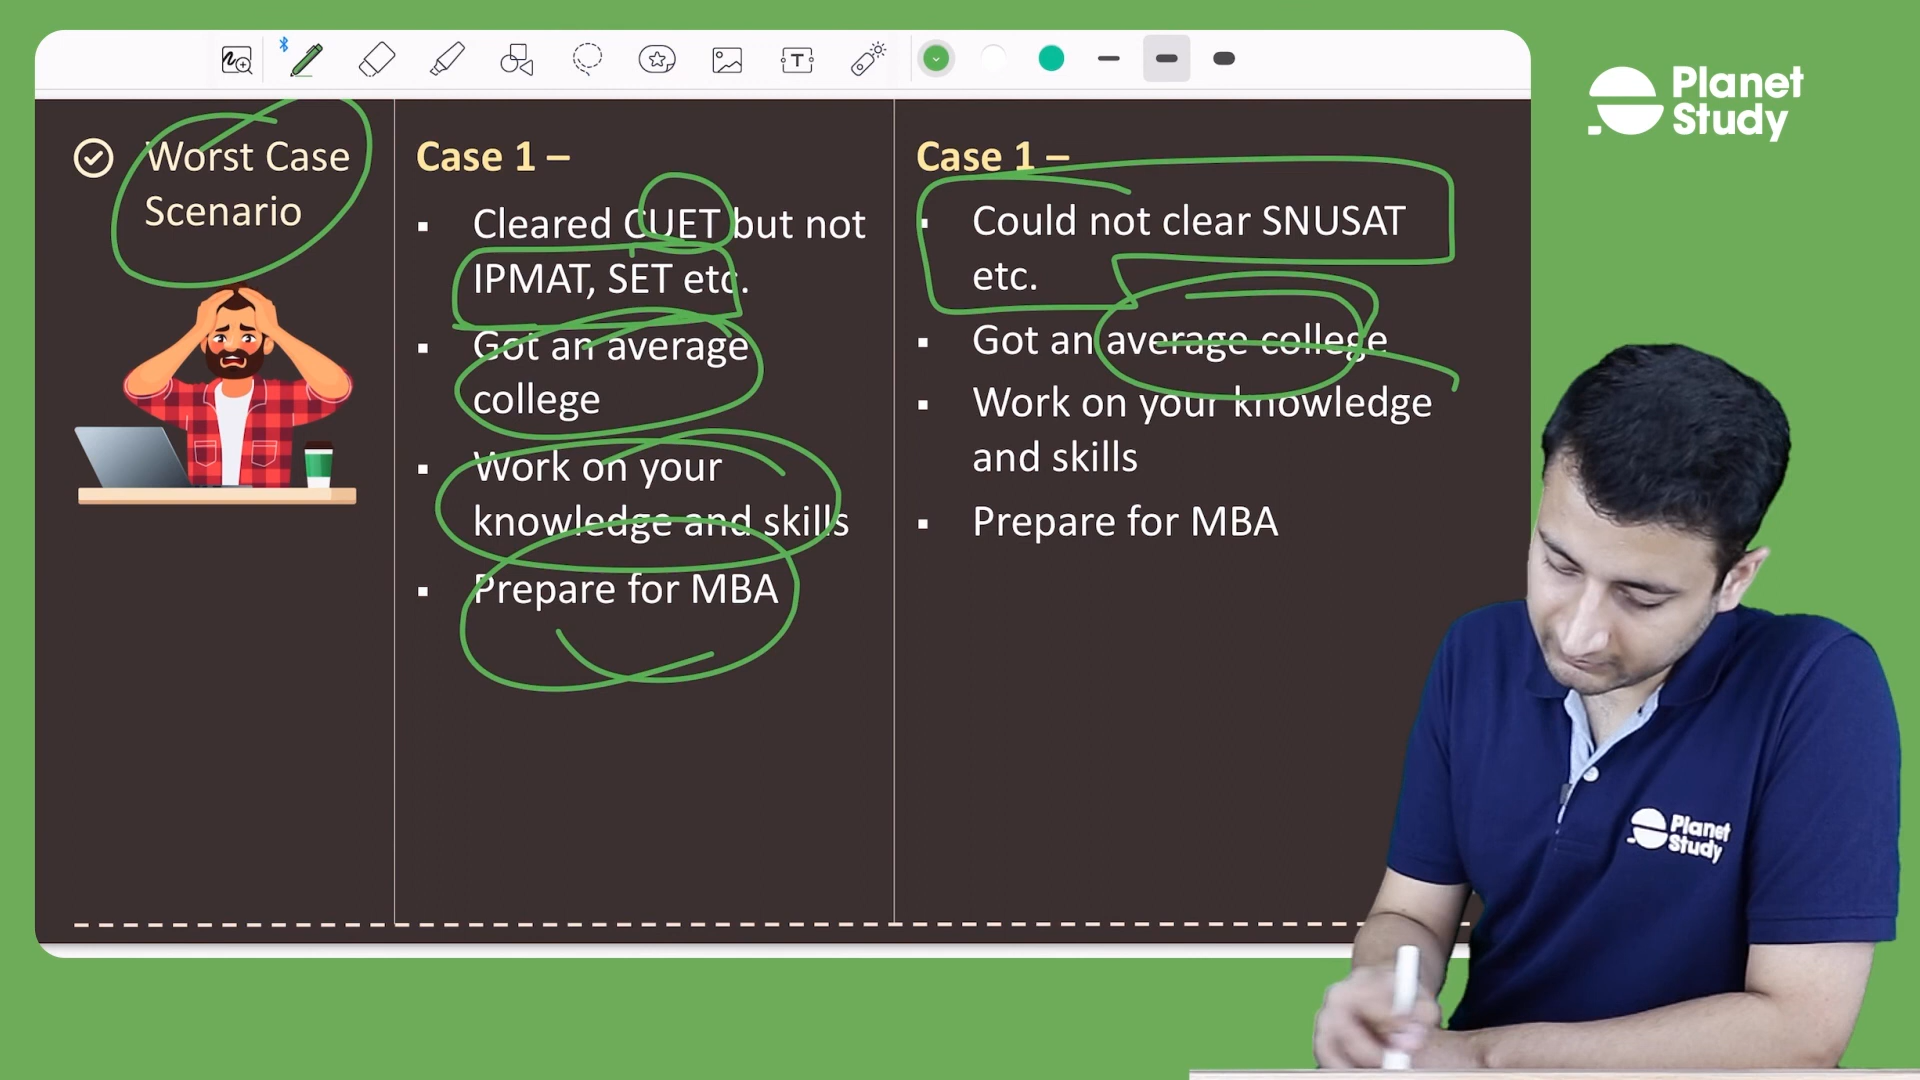 Planet
Study
Worst Case
Scenario
Case 1 –
▪ Cleared CUET but not
IPMAT, SET etc.
▪ Got an average
college
▪ Work on your
knowledge and skills
▪ Prepare for MBA
Case 1 –
▪ Could not clear SNUSAT
etc.
▪ Got an average college
▪ Work on your knowledge
and skills
▪ Prepare for MBA
Planet
Study